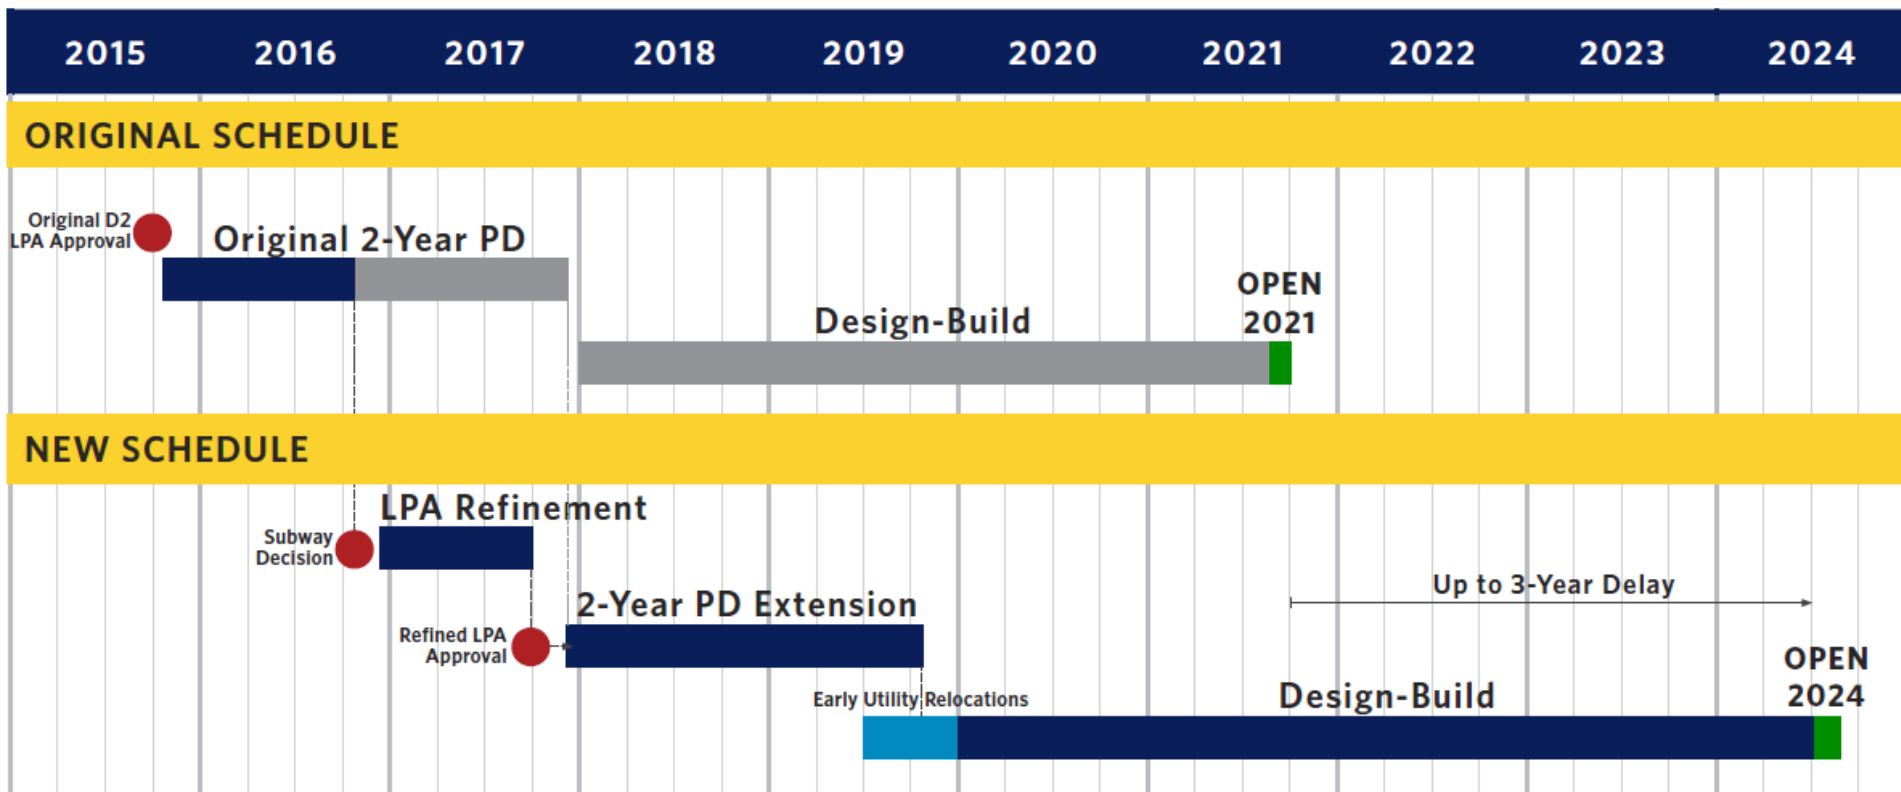 2015 2016 2017 2018 2019 2020 2021 2022 2023 2024
ORIGINAL SCHEDULE
Original D2
LPA Approval
Original 2-Year PD
Design-Build
OPEN
2021
NEW SCHEDULE
LPA Refinement
Subway
Decision
Up to 3-Year Delay
2-Year PD Extension
Refined LPA
Approval
Early Utility Relocations
Design-Build
OPEN
2024